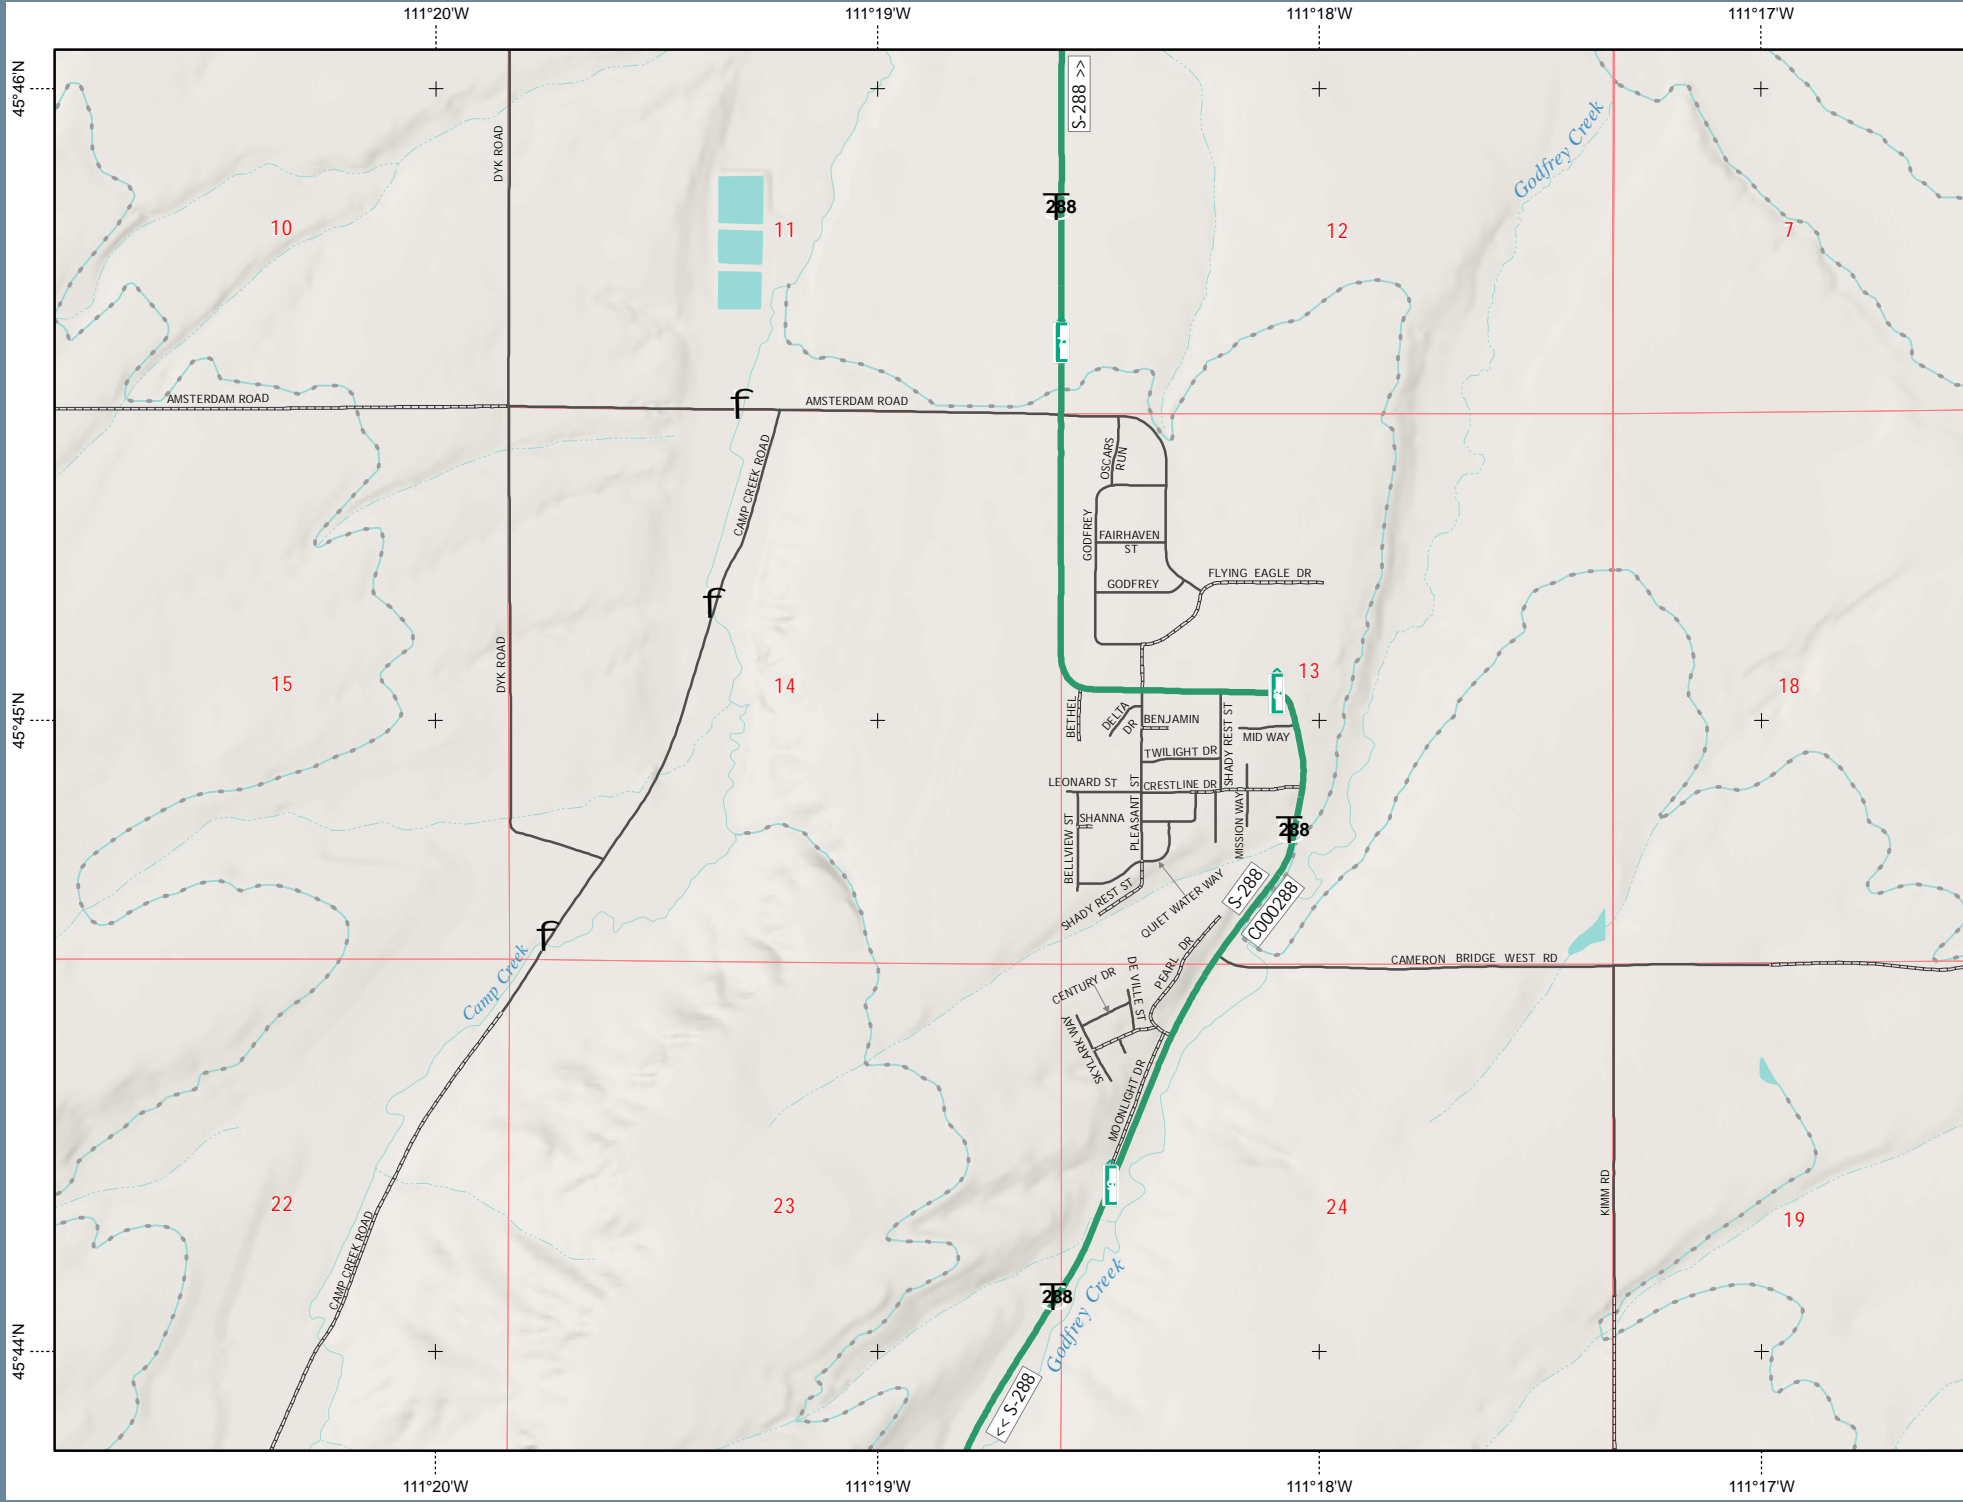 111°20'W
111°19'W
111°18'W
111°17'W
45°46'N
S-288 >>
DYK ROAD
Godfrey Creek
288
10
11
12
7
AMSTERDAM ROAD
AMSTERDAM ROAD
f
CAMP CREEK ROAD
OSCARS
RUN
GODFREY
FAIRHAVEN
ST
FLYING EAGLE DR
GODFREY
f
DYK ROAD
15
14
13
18
45°45'N
BETHEL
DELTA
DR
BENJAMIN
SHADY REST ST
MID WAY
TWILIGHT DR
LEONARD ST
CRESTLINE DR
PLEASANT ST
BELLVIEW ST
SHANNA
MISSION WAY
288
SHADY REST ST
QUIET WATER WAY
S-288
C000288
f
Camp Creek
CENTURY DR
DE VILLE ST
PEARL DR
CAMERON BRIDGE WEST RD
SKYLARK WAY
MOONLIGHT DR
KIMM RD
22
23
24
19
CAMP CREEK ROAD
288
Godfrey Creek
45°44'N
<< S-288
111°20'W
111°19'W
111°18'W
111°17'W